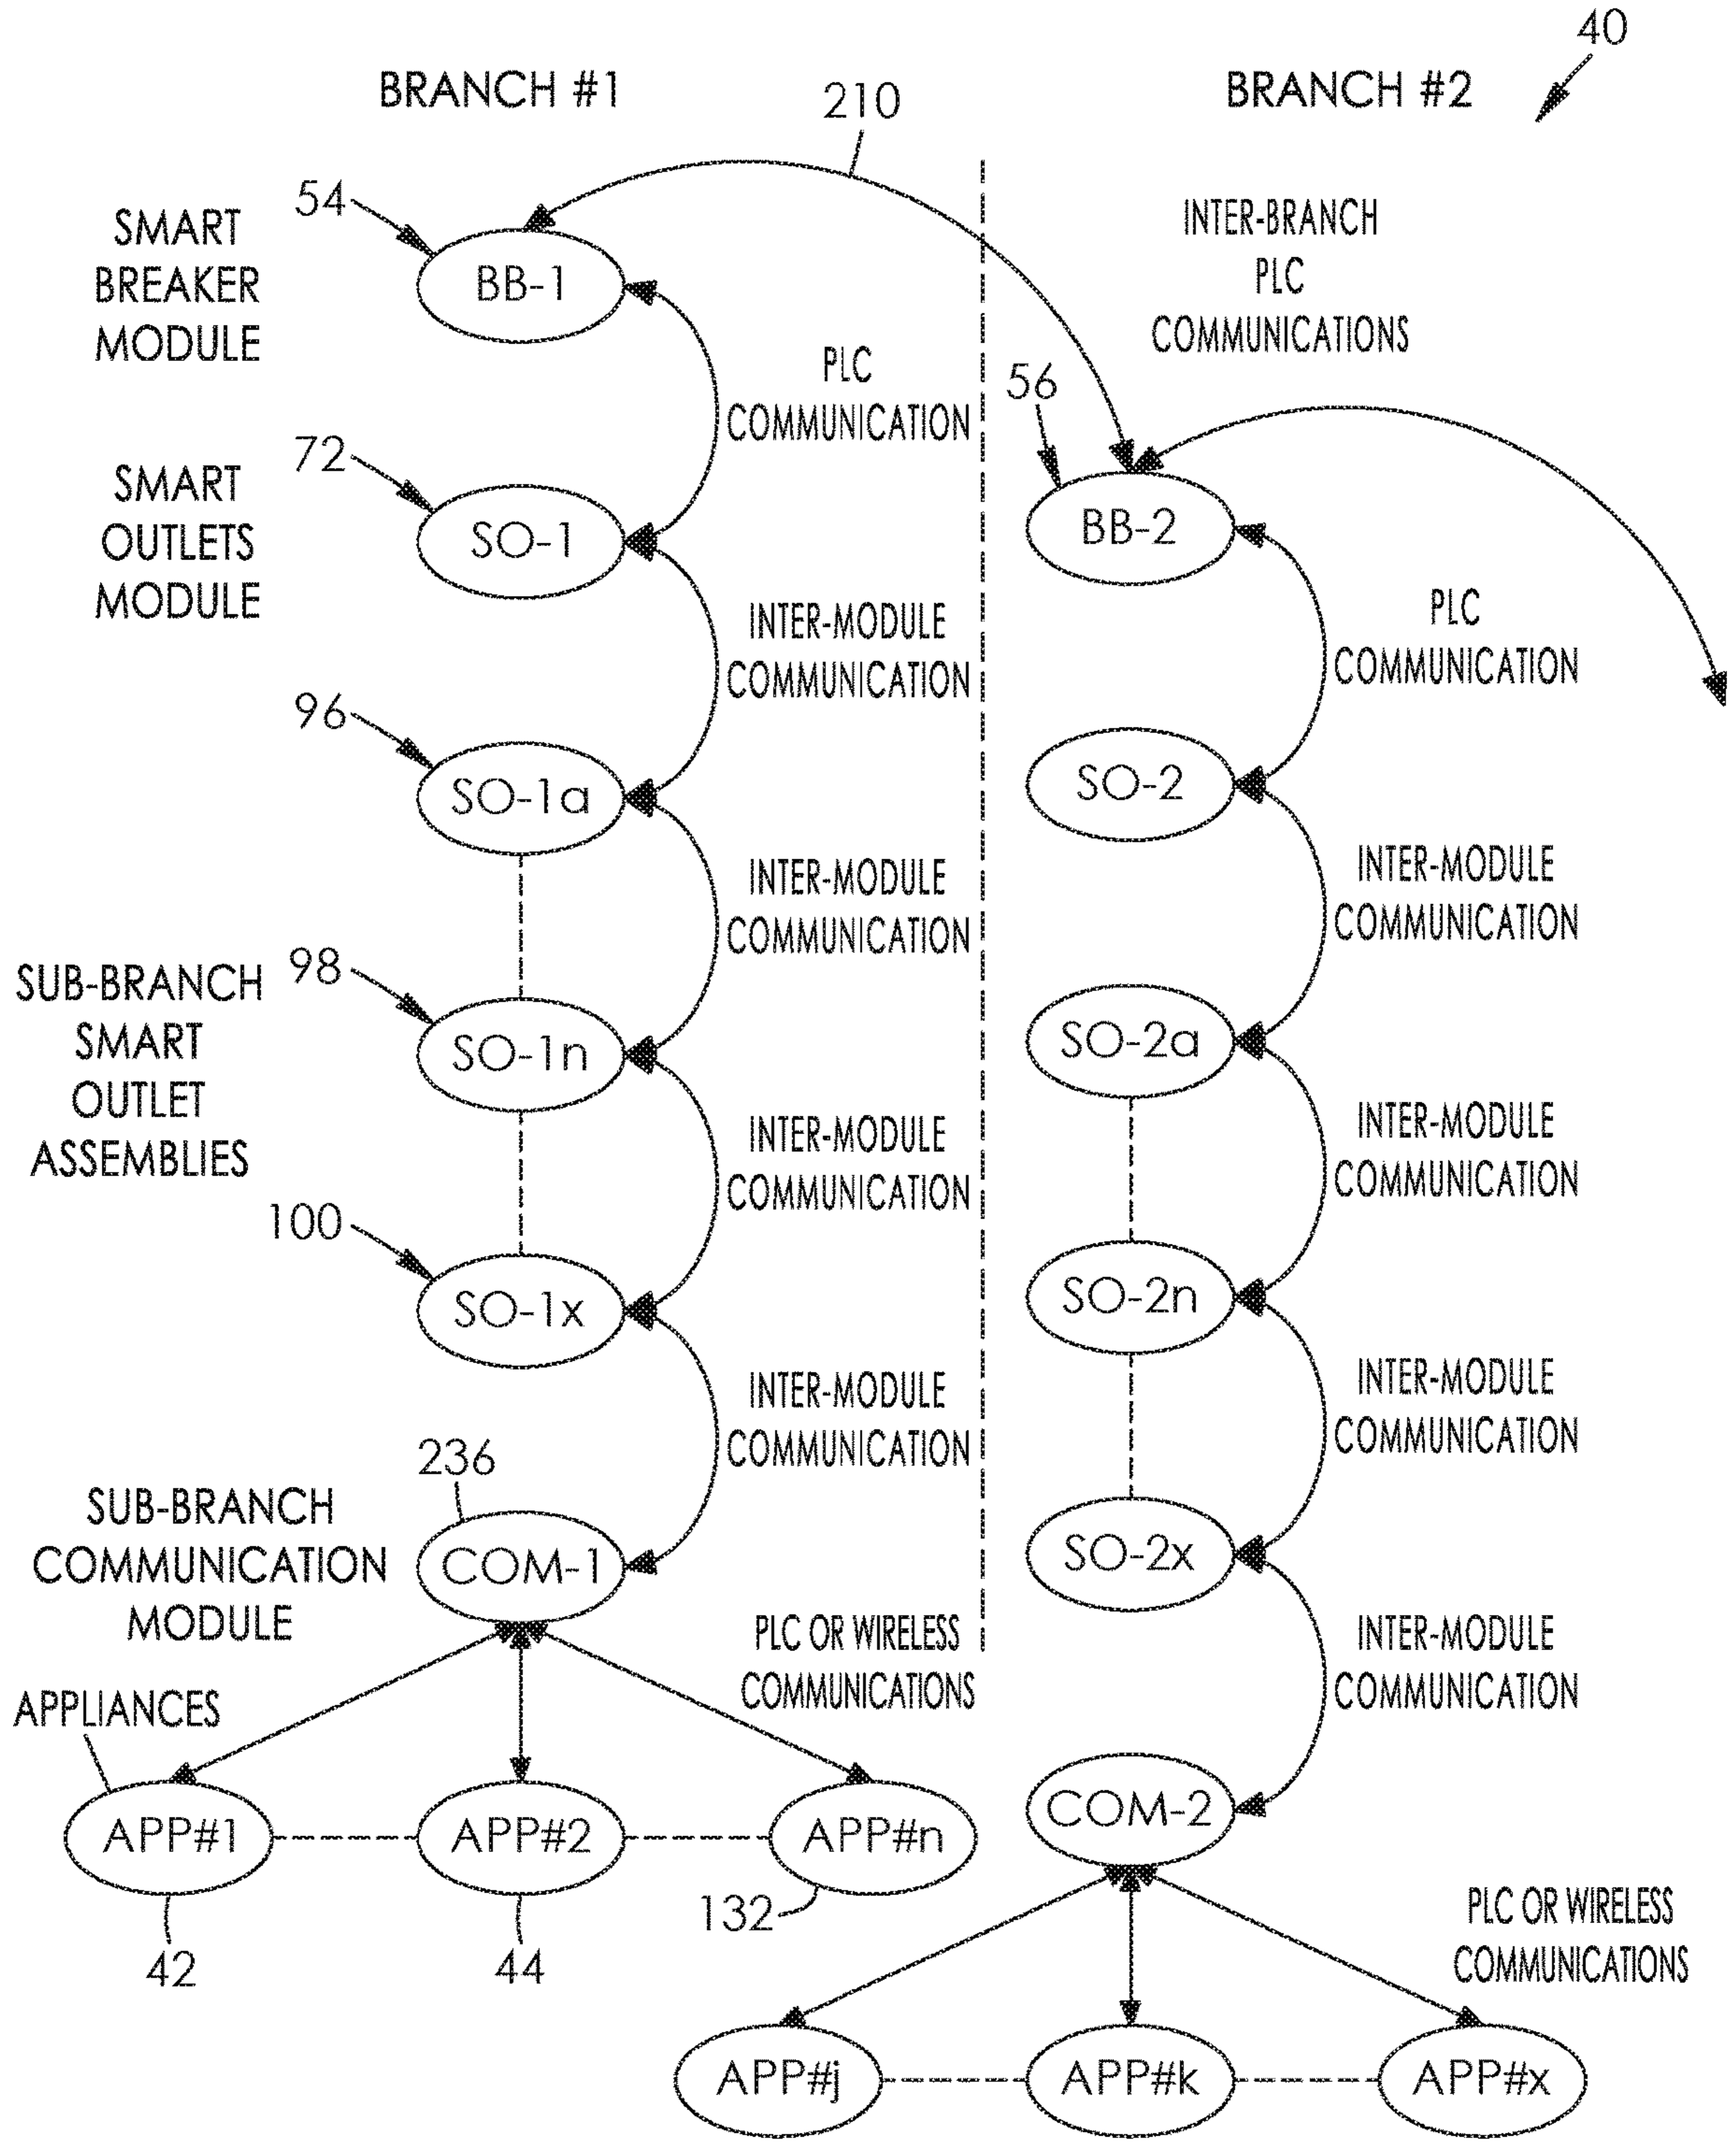 40
BRANCH #1
BRANCH #2
210
54
SMART
BREAKER
MODULE
BB-1
INTER-BRANCH
PLC
COMMUNICATIONS
PLC
COMMUNICATION
56
72
SMART
OUTLETS
MODULE
SO-1
BB-2
INTER-MODULE
COMMUNICATION
PLC
COMMUNICATION
96
SO-1a
SO-2
INTER-MODULE
COMMUNICATION
INTER-MODULE
COMMUNICATION
98
SUB-BRANCH
SMART
OUTLET
ASSEMBLIES
SO-1n
SO-2a
INTER-MODULE
COMMUNICATION
INTER-MODULE
COMMUNICATION
100
SO-1x
SO-2n
INTER-MODULE
COMMUNICATION
INTER-MODULE
COMMUNICATION
236
SUB-BRANCH
COMMUNICATION
MODULE
COM-1
SO-2x
PLC OR WIRELESS
COMMUNICATIONS
INTER-MODULE
COMMUNICATION
APPLIANCES
APP#1
APP#2
APP#n
COM-2
42
44
132
PLC OR WIRELESS
COMMUNICATIONS
APP#j
APP#k
APP#x